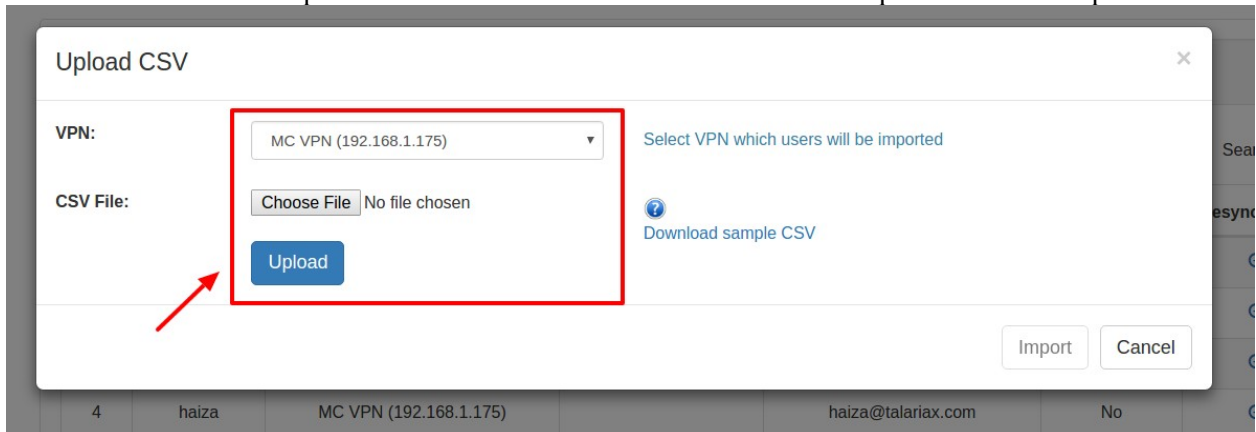 Upload CSV ×
VPN: MC VPN (192.168.1.175) Select VPN which users will be imported
CSV File: Choose File No file chosen
Download sample CSV
Upload
Import Cancel
4 haiza MC VPN (192.168.1.175) haiza@talariax.com No